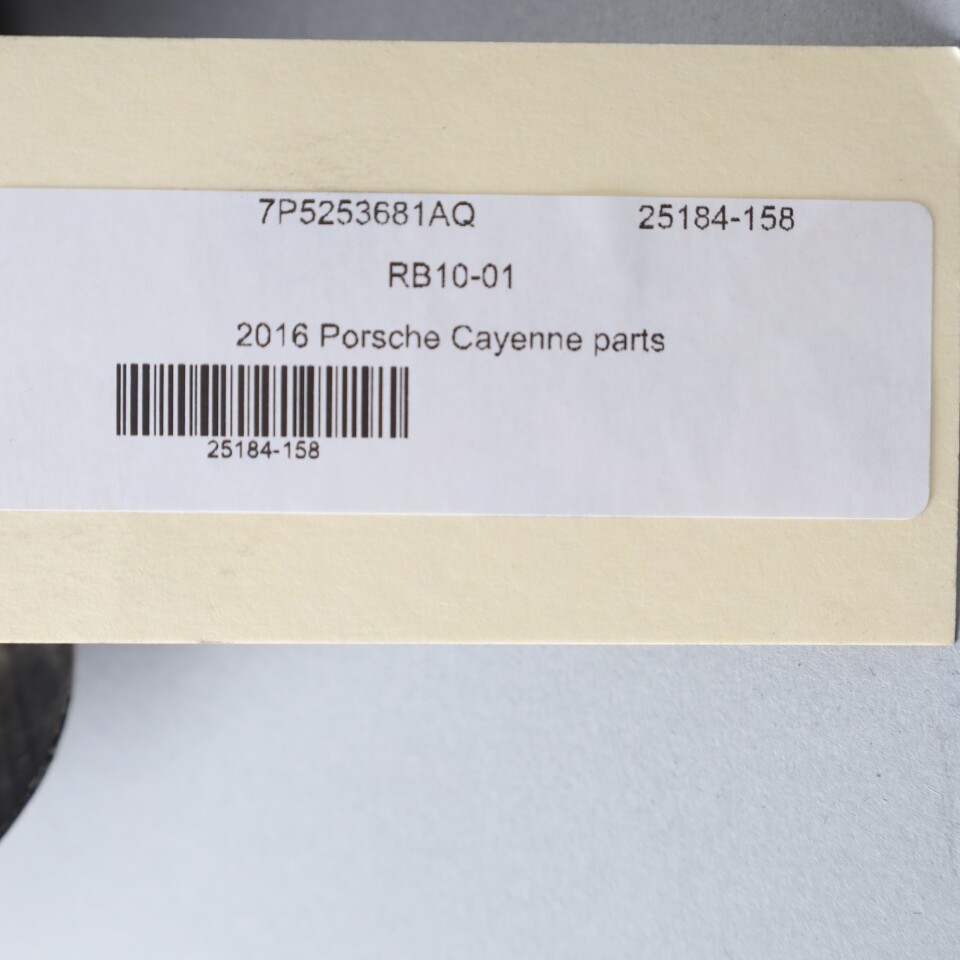 7P5253681AQ 25184-158
RB10-01
2016 Porsche Cayenne parts
25184-158